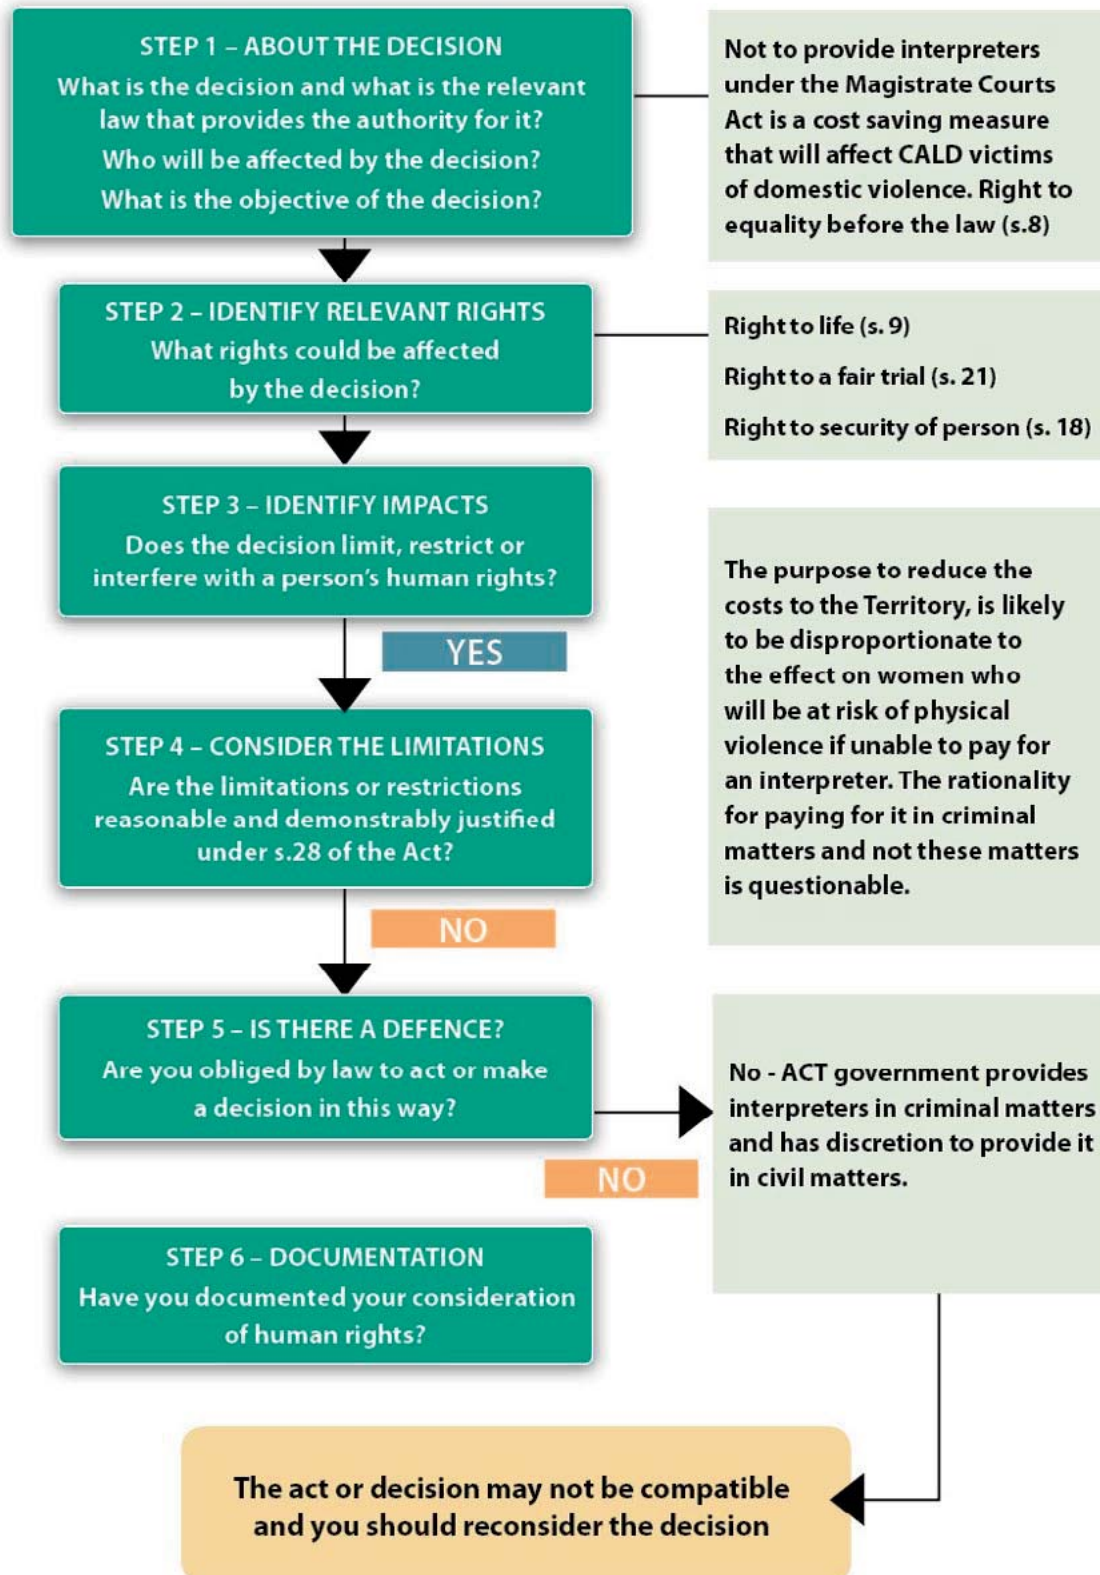 STEP 1 – ABOUT THE DECISION
What is the decision and what is the relevant
law that provides the authority for it?
Who will be affected by the decision?
What is the objective of the decision?
Not to provide interpreters
under the Magistrate Courts
Act is a cost saving measure
that will affect CALD victims
of domestic violence. Right to
equality before the law (s.8)
STEP 2 – IDENTIFY RELEVANT RIGHTS
What rights could be affected
by the decision?
Right to life (s. 9)
Right to a fair trial (s. 21)
Right to security of person (s. 18)
STEP 3 – IDENTIFY IMPACTS
Does the decision limit, restrict or
interfere with a person's human rights?
YES
The purpose to reduce the
costs to the Territory, is likely
to be disproportionate to
the effect on women who
will be at risk of physical
violence if unable to pay for
an interpreter. The rationality
for paying for it in criminal
matters and not these matters
is questionable.
STEP 4 – CONSIDER THE LIMITATIONS
Are the limitations or restrictions
reasonable and demonstrably justified
under s.28 of the Act?
NO
STEP 5 – IS THERE A DEFENCE?
Are you obliged by law to act or make
a decision in this way?
NO
No - ACT government provides
interpreters in criminal matters
and has discretion to provide it
in civil matters.
STEP 6 – DOCUMENTATION
Have you documented your consideration
of human rights?
The act or decision may not be compatible
and you should reconsider the decision